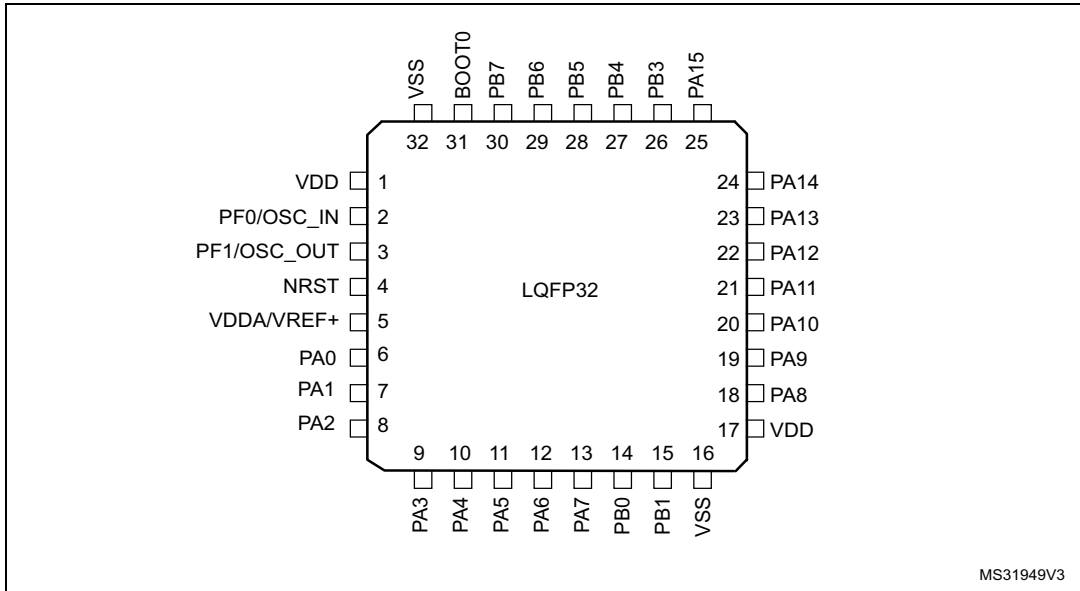 VSS
BOOT0
PB7
PB6
PB5
PB4
PB3
PA15
32 31 30 29 28 27 26 25
VDD 1
PF0/OSC_IN 2
PF1/OSC_OUT 3
NRST 4
VDDA/VREF+ 5
PA0 6
PA1 7
PA2 8
LQFP32
24 PA14
23 PA13
22 PA12
21 PA11
20 PA10
19 PA9
18 PA8
17 VDD
9 10 11 12 13 14 15 16
PA3
PA4
PA5
PA6
PA7
PB0
PB1
VSS
MS31949V3